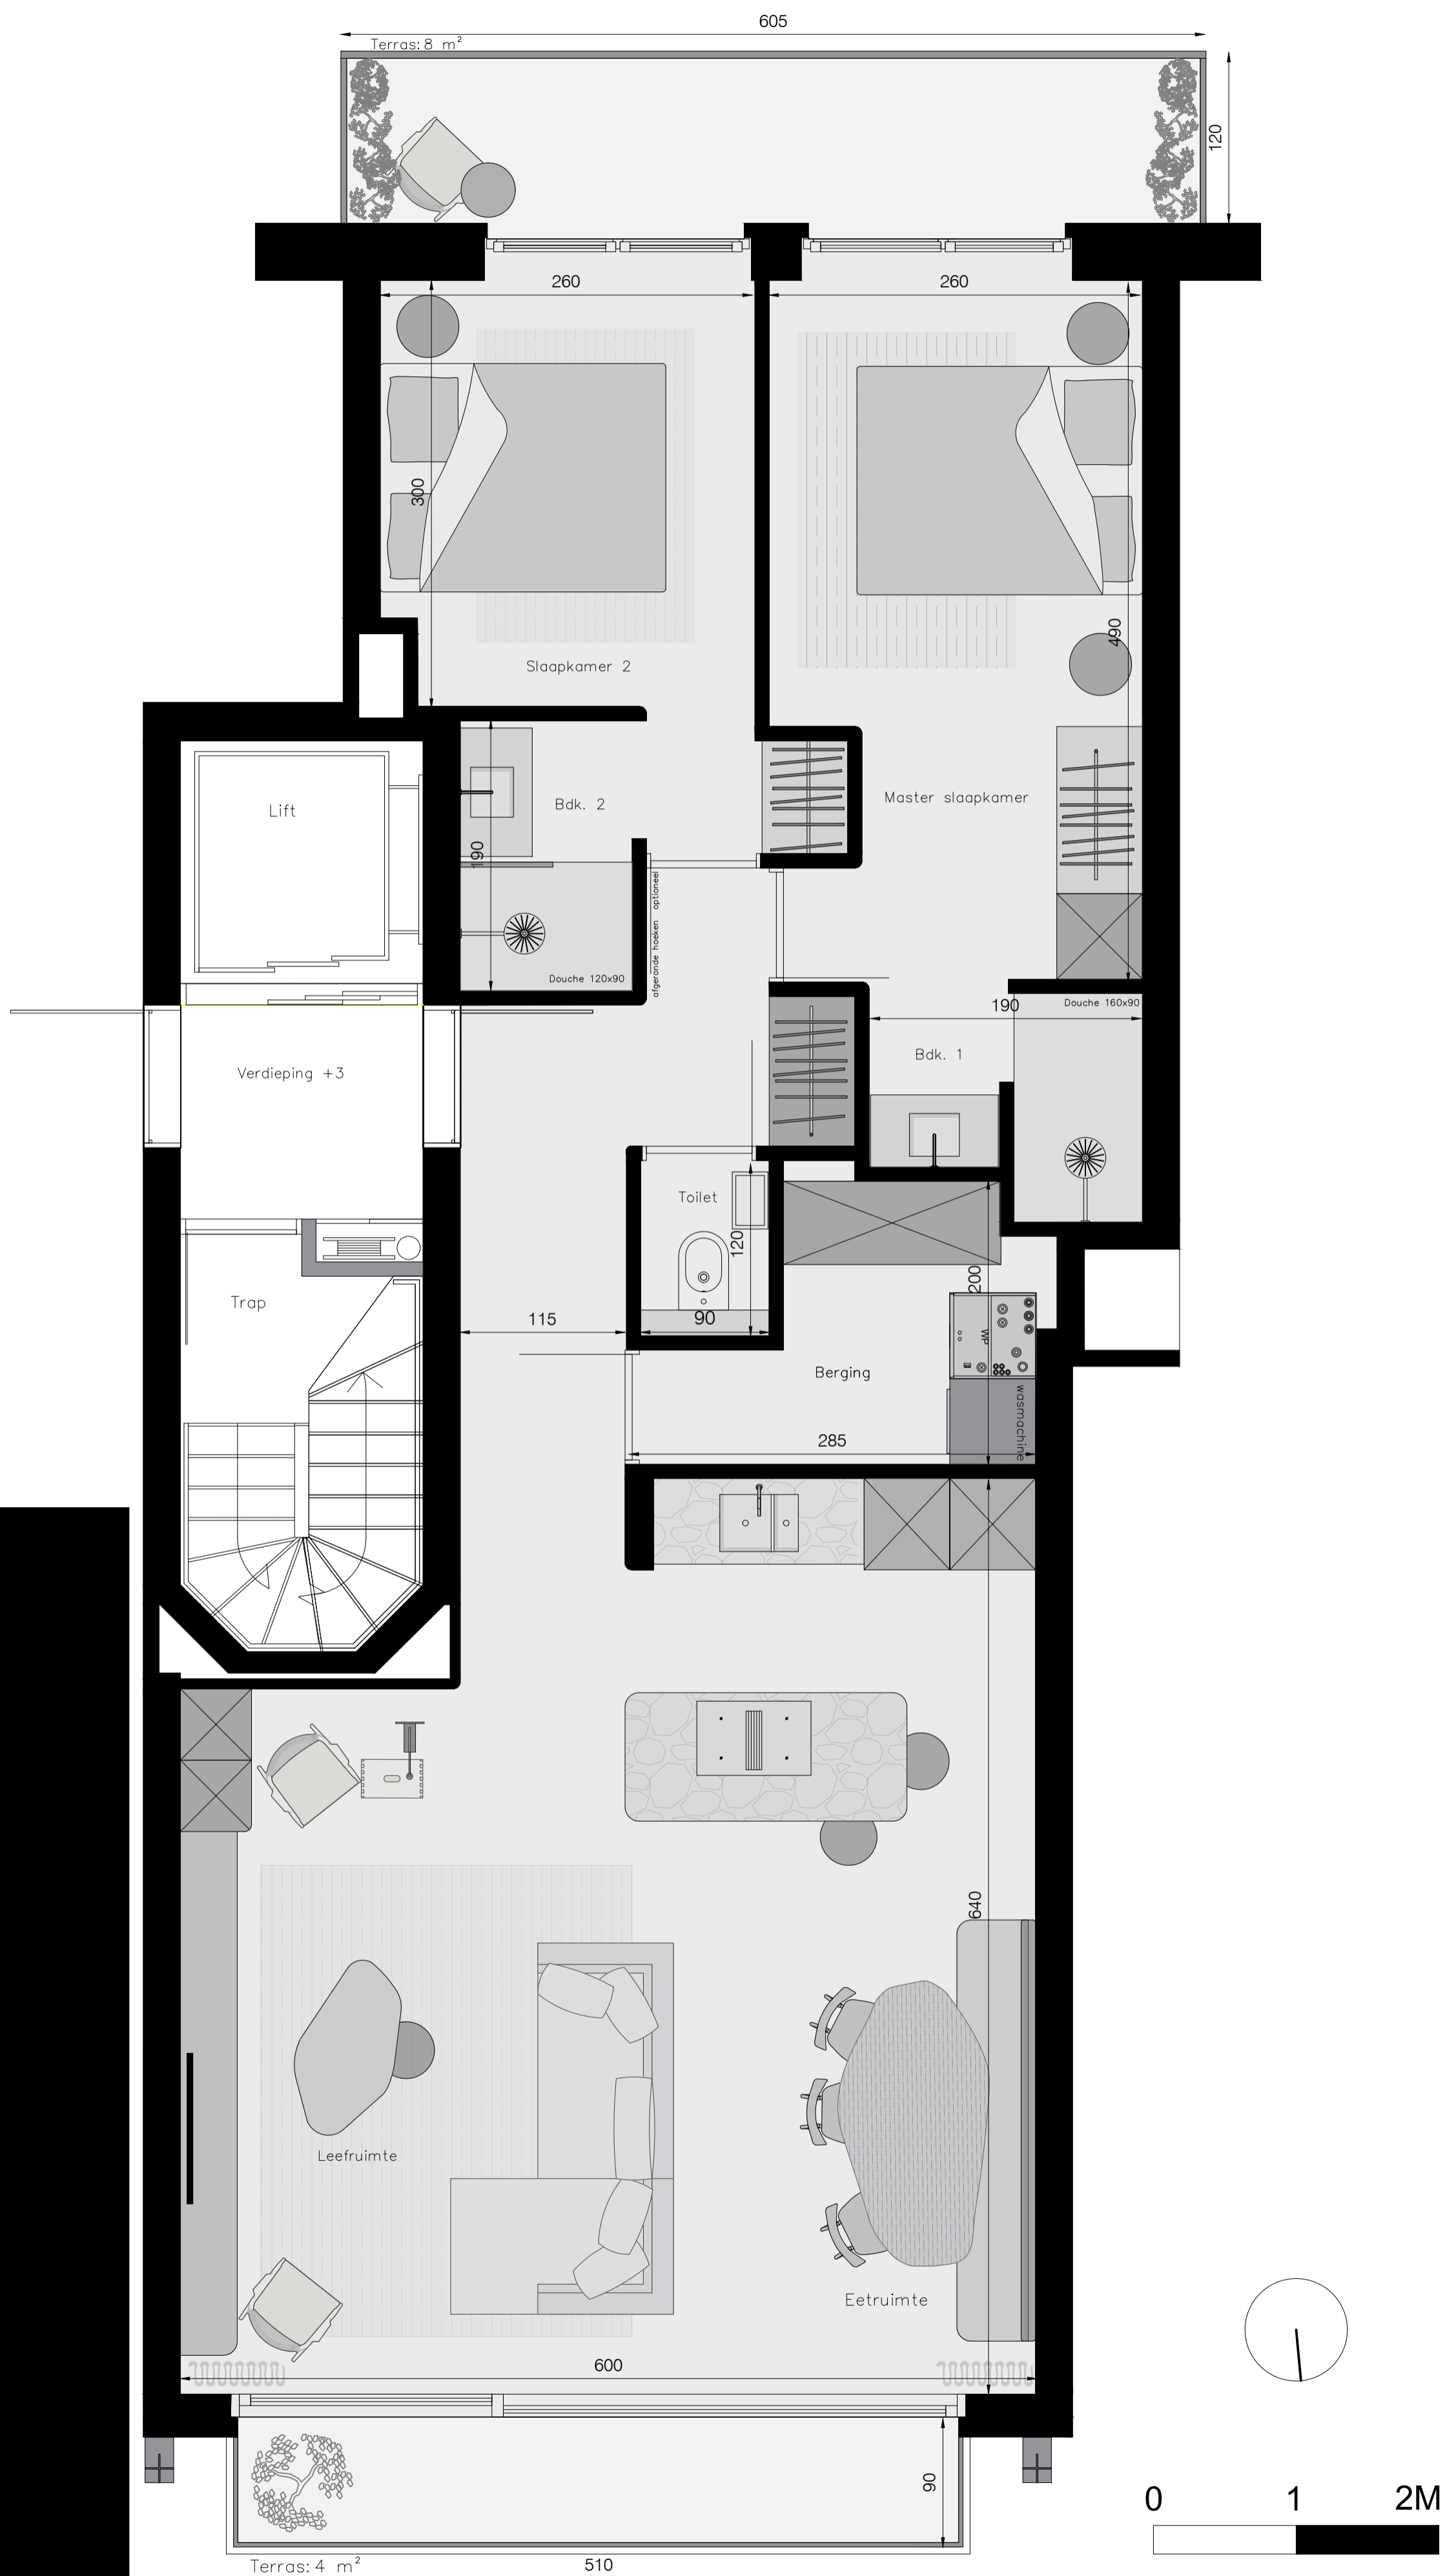 605
Terras: 8 m²
120
260
260
300
490
Slaapkamer 2
Lift
Bdk. 2
Master slaapkamer
190
afgeronde hoeken optioneel
Douche 120x90
190
Douche 160x90
Bdk. 1
Verdieping +3
Toilet
120
200
Trap
115
90
WP
Berging
wasmachine
285
640
Leefruimte
Eetruimte
600
90
0 1 2M
Terras: 4 m²
510